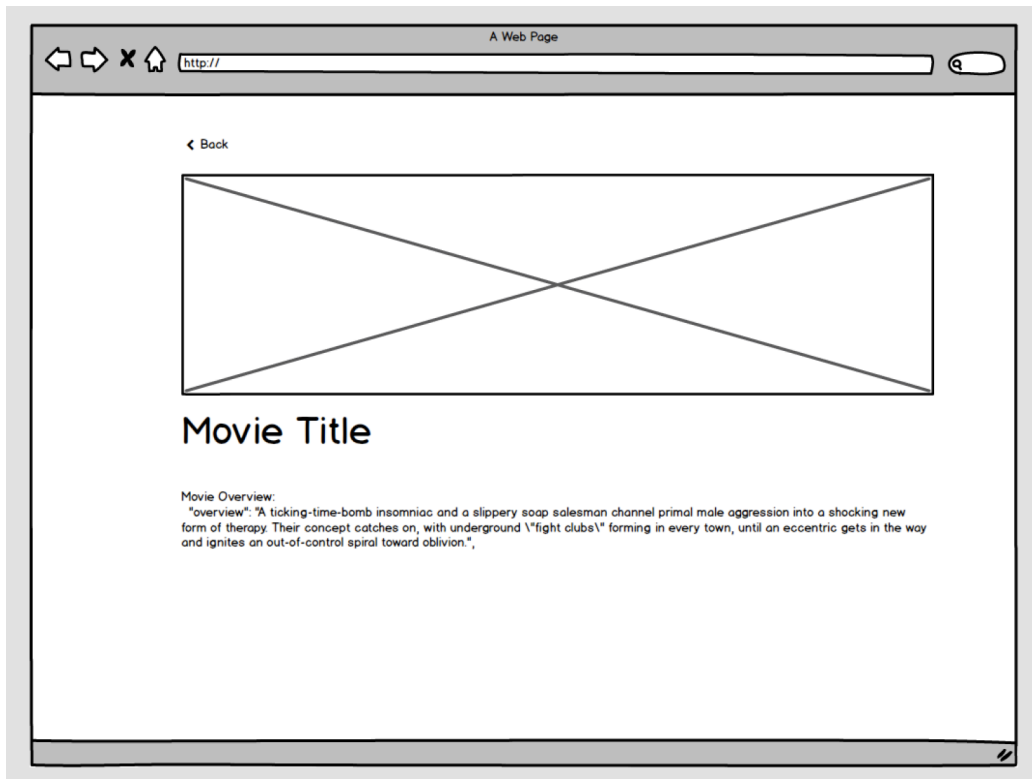 A Web Page
http://
Back
Movie Title
Movie Overview:
"overview": "A ticking-time-bomb insomniac and a slippery soap salesman channel primal male aggression into a shocking new
form of therapy. Their concept catches on, with underground \"fight clubs\" forming in every town, until an eccentric gets in the way
and ignites an out-of-control spiral toward oblivion.",